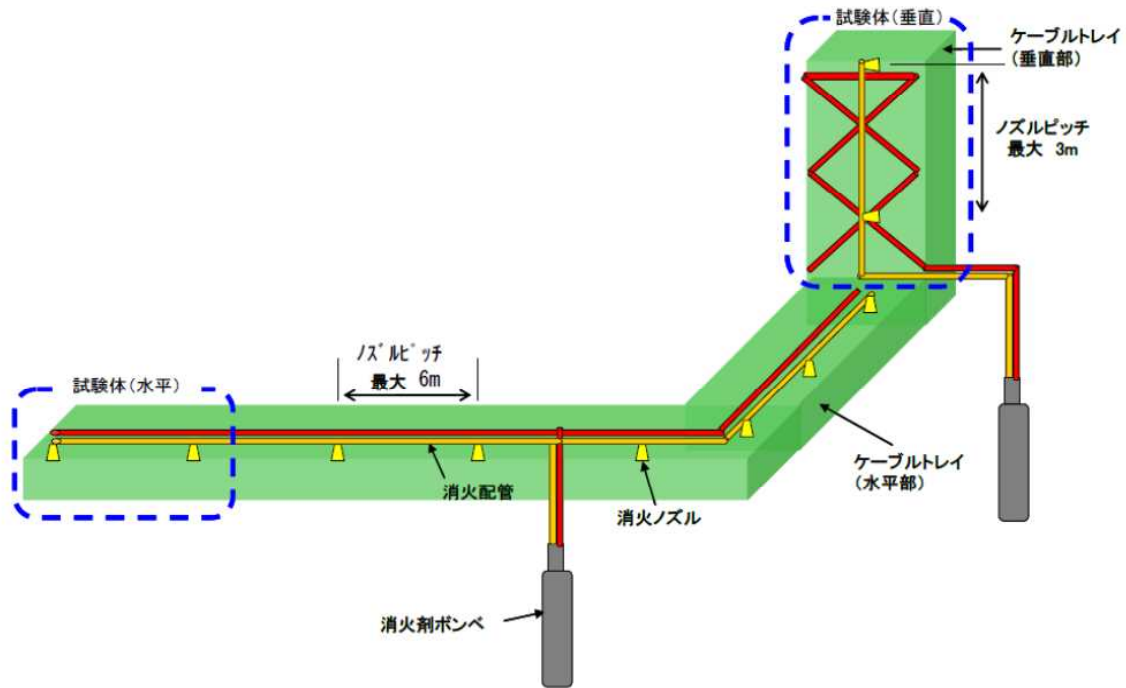 試験体(垂直)
ケーブルトレイ
(垂直部)
ノズルピッチ
最大 3m
ﾉｽﾞﾙﾋﾟｯﾁ
最大 6m
試験体(水平)
消火配管
消火ノズル
ケーブルトレイ
(水平部)
消火剤ボンベ